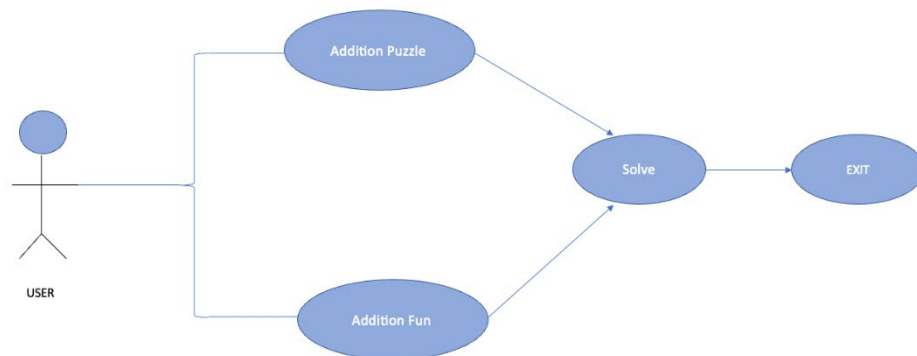 Addition Puzzle
Solve
EXIT
USER
Addition Fun